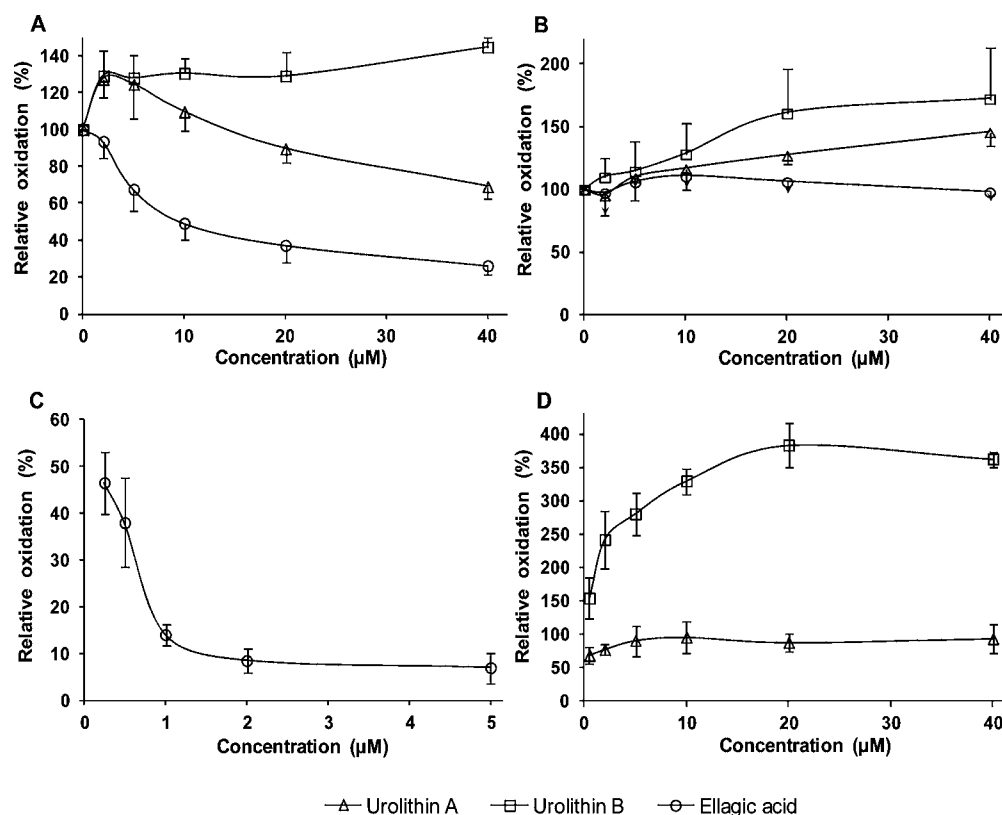 A
Relative oxidation (%)
140
120
100
80
60
40
20
0
0 10 20 30 40
Concentration (µM)
B
Relative oxidation (%)
200
150
100
50
0
0 10 20 30 40
Concentration (µM)
C
Relative oxidation (%)
60
50
40
30
20
10
0
0 1 2 3 4 5
Concentration (µM)
D
Relative oxidation (%)
400
350
300
250
200
150
100
50
0
0 10 20 30 40
Concentration (µM)
Urolithin A Urolithin B Ellagic acid